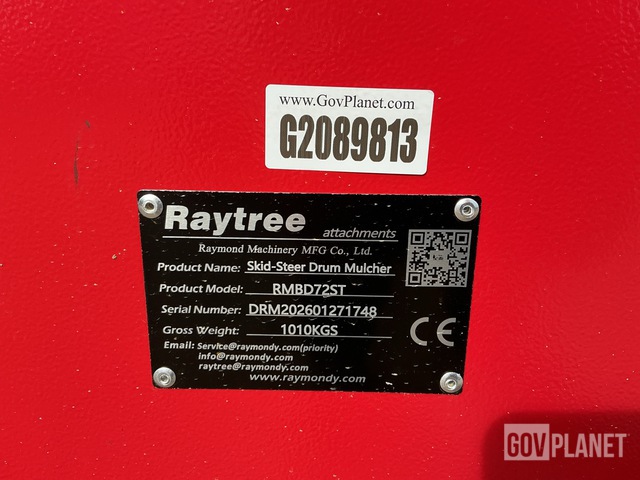 www.GovPlanet.com
G2089813
Raytree
attachments
Raymond Machinery MFG Co., Ltd.
Product Name: Skid-Steer Drum Mulcher
Product Model: RMBD72ST
Serial Number: DRM202601271748
Gross Weight: 1010KGS
Email: Service@raymondy.com(priority)
info@raymondy.com
raytree@raymondy.com
www.raymondy.com
CE
GOVPLANET